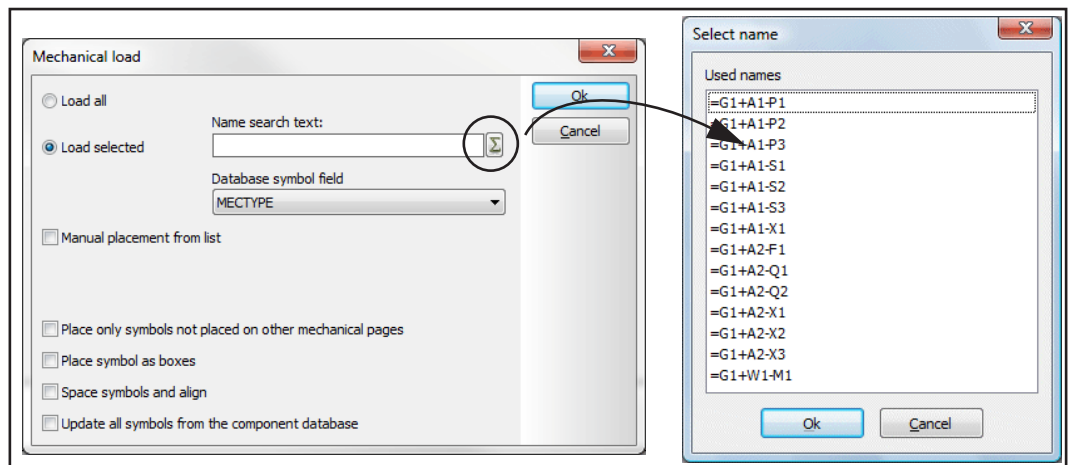 Mechanical load
Load all
Ok
Name search text:
Cancel
Load selected
Σ
Database symbol field
MECTYPE
Manual placement from list
Place only symbols not placed on other mechanical pages
Place symbol as boxes
Space symbols and align
Update all symbols from the component database
Select name
Used names
=G1+A1-P1
=G1+A1-P2
=G1+A1-P3
=G1+A1-S1
=G1+A1-S2
=G1+A1-S3
=G1+A1-X1
=G1+A2-F1
=G1+A2-Q1
=G1+A2-Q2
=G1+A2-X1
=G1+A2-X2
=G1+A2-X3
=G1+W1-M1
Ok
Cancel